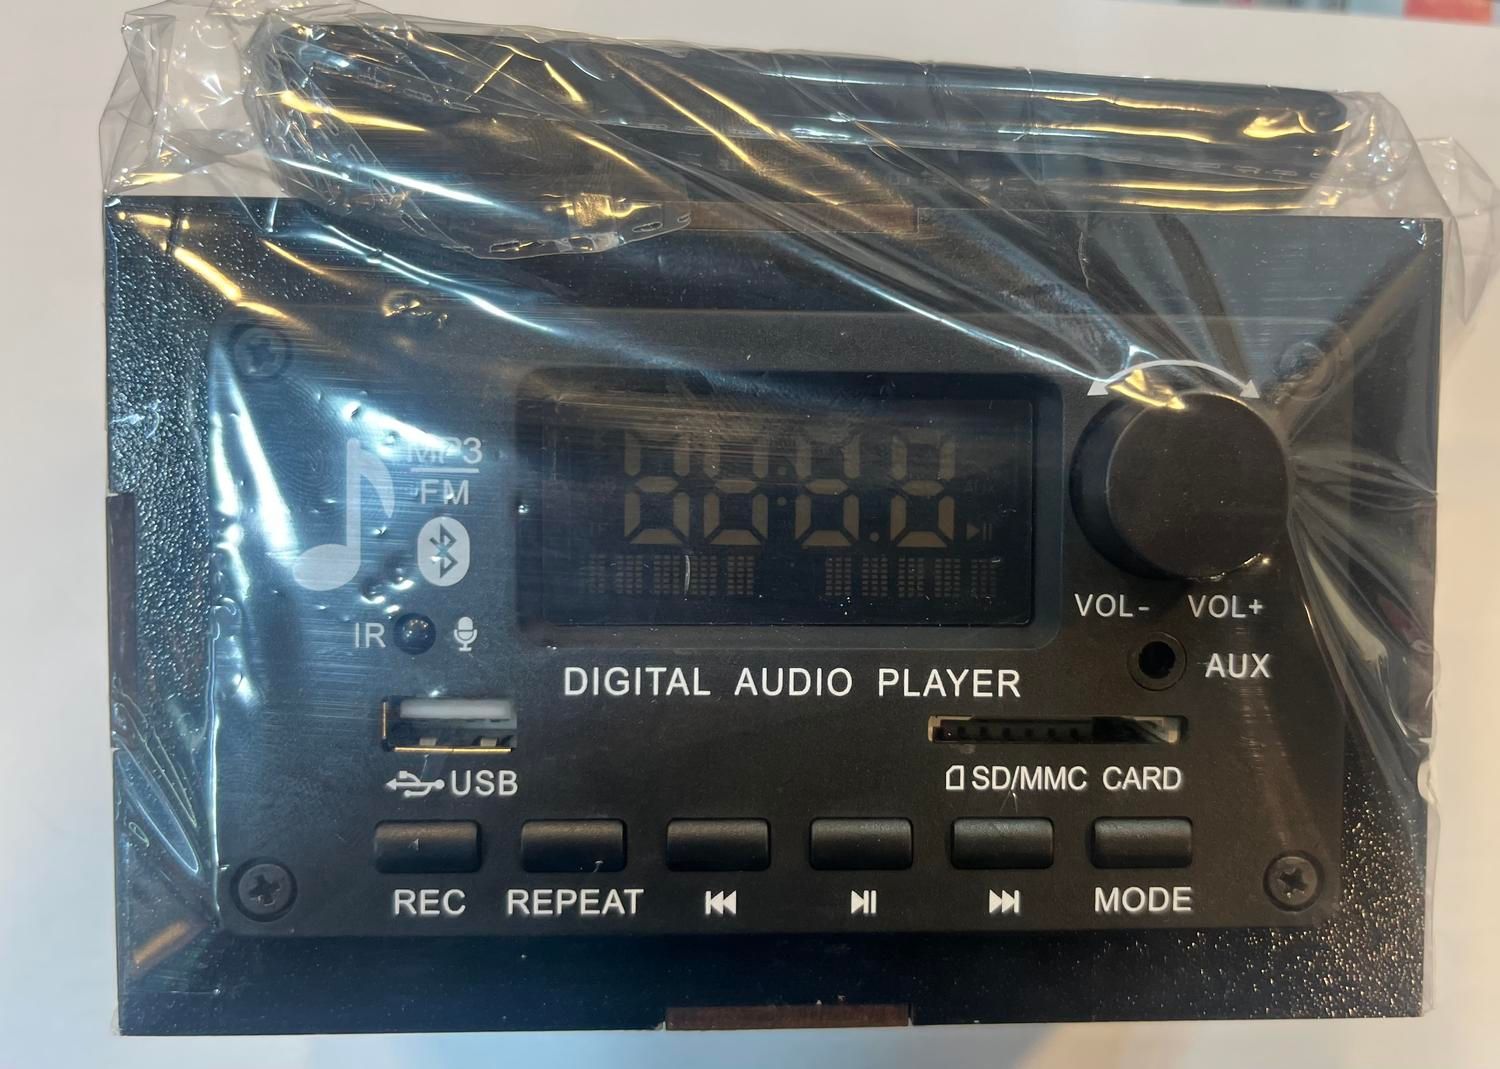 MP3
FM
IR
VOL- VOL+
AUX
DIGITAL AUDIO PLAYER
USB
SD/MMC CARD
REC REPEAT MODE